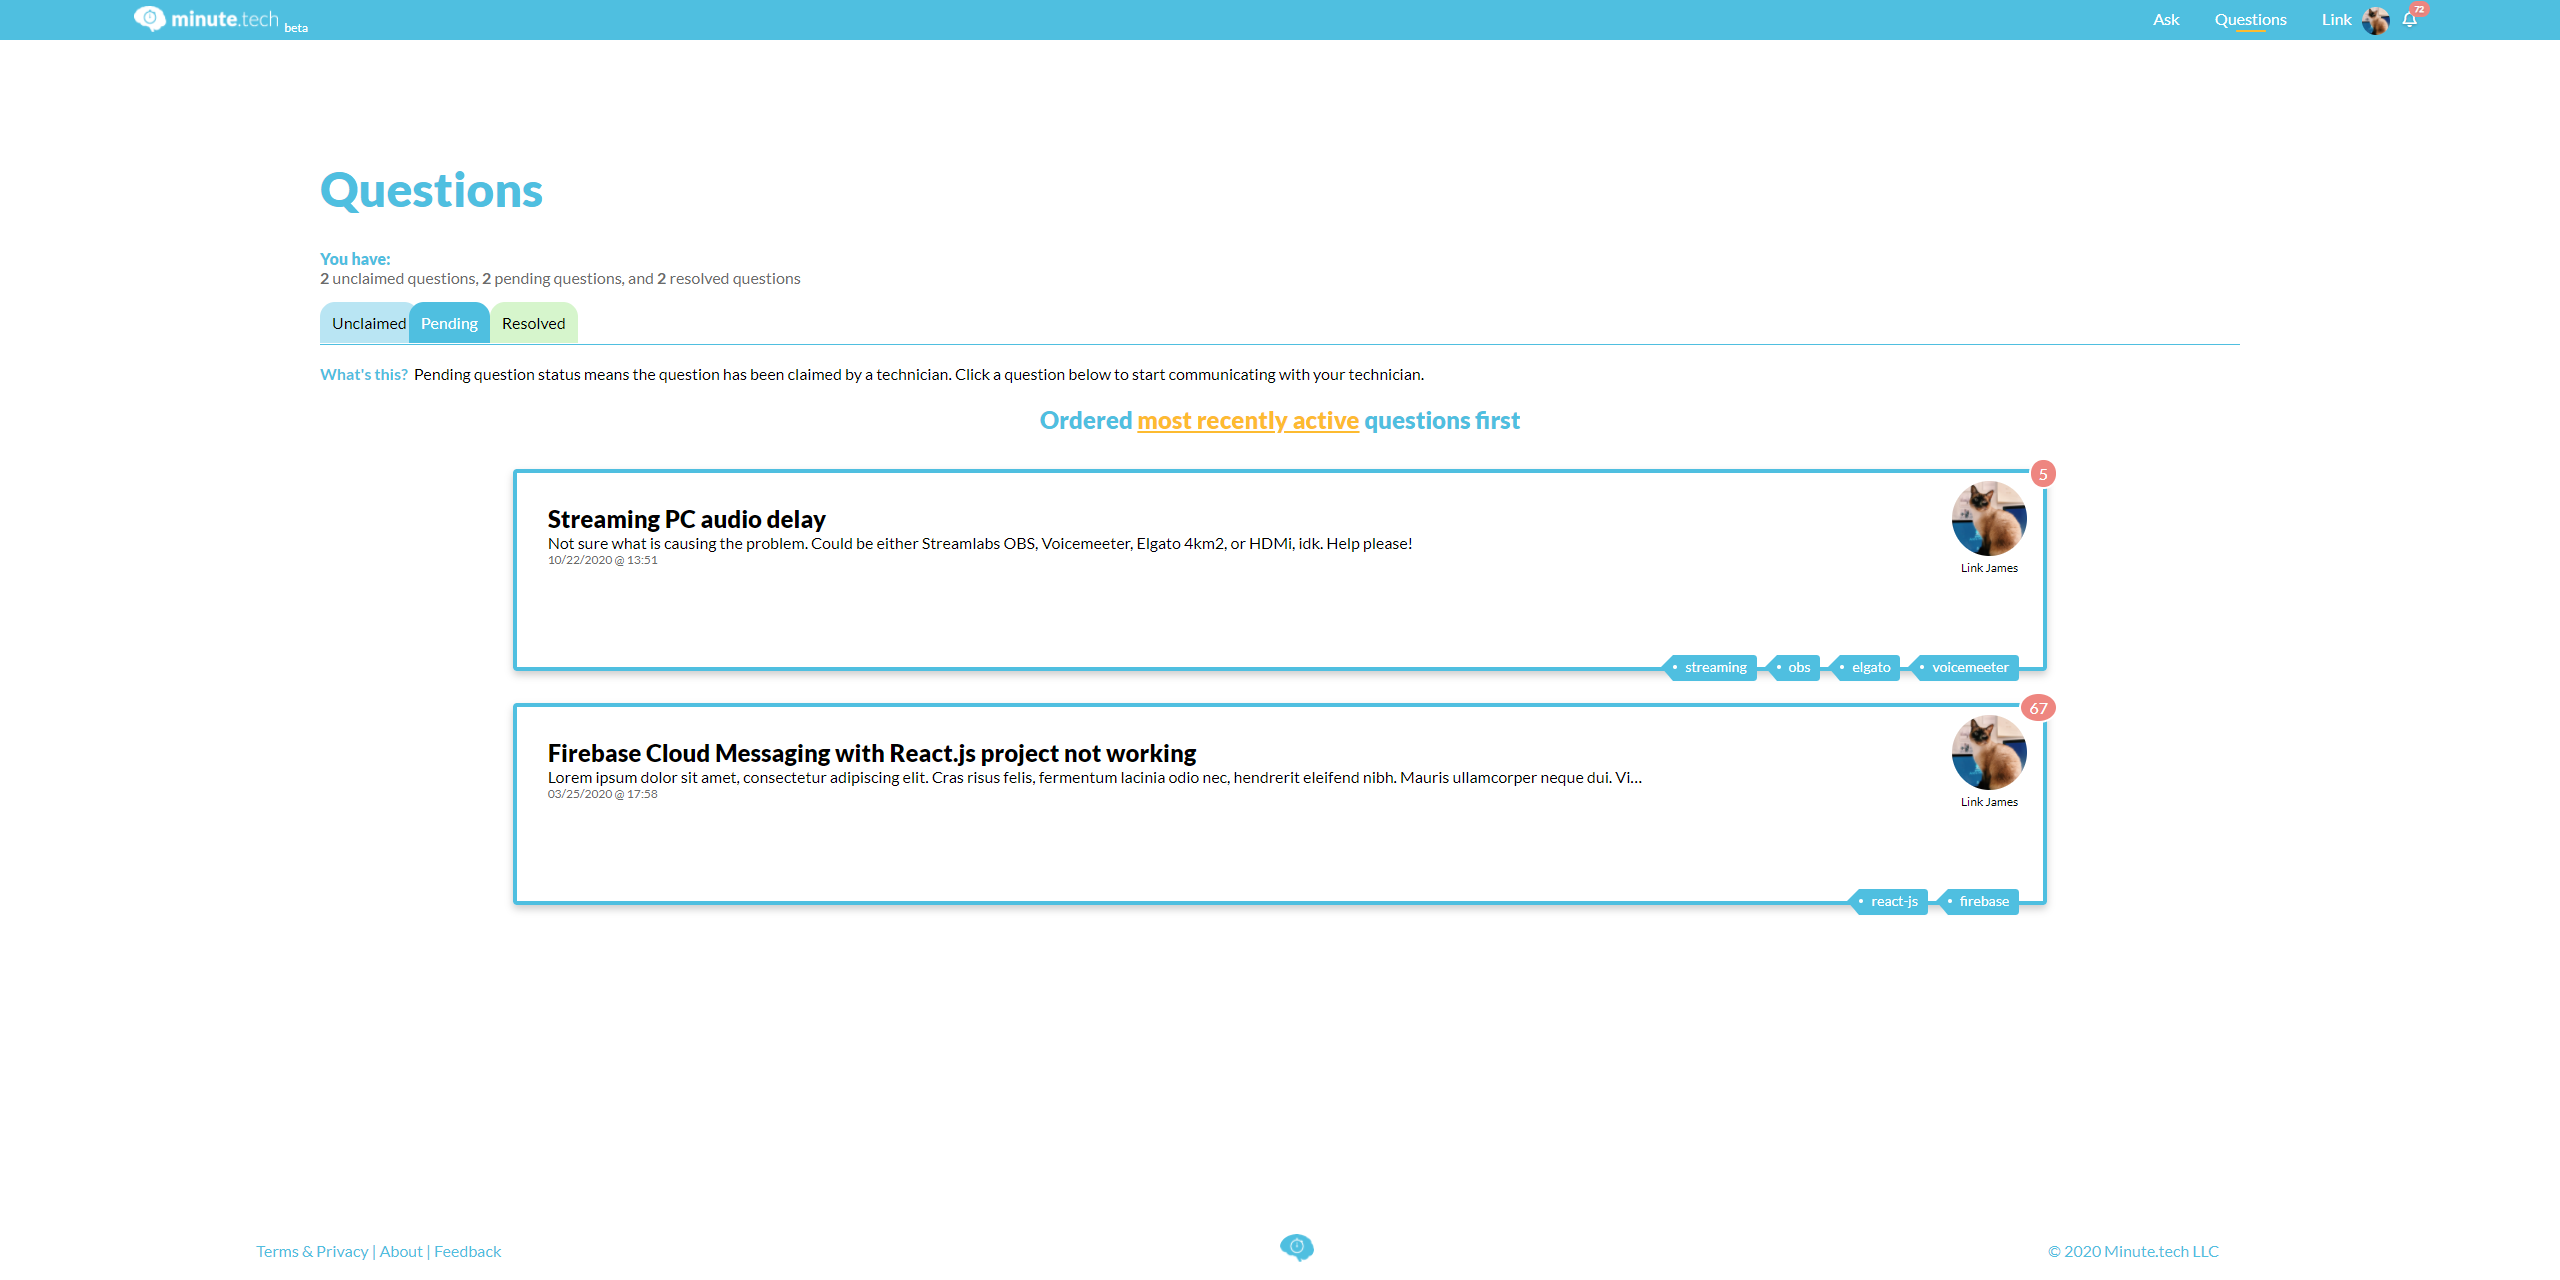 minute.tech beta
Ask Questions Link 72
Questions
You have:
2 unclaimed questions, 2 pending questions, and 2 resolved questions
Unclaimed Pending Resolved
What's this? Pending question status means the question has been claimed by a technician. Click a question below to start communicating with your technician.
Ordered most recently active questions first
5
Streaming PC audio delay
Not sure what is causing the problem. Could be either Streamlabs OBS, Voicemeeter, Elgato 4km2, or HDMi, idk. Help please!
10/22/2020 @ 13:51
Link James
streaming obs elgato voicemeeter
67
Firebase Cloud Messaging with React.js project not working
Lorem ipsum dolor sit amet, consectetur adipiscing elit. Cras risus felis, fermentum lacinia odio nec, hendrerit eleifend nibh. Mauris ullamcorper neque dui. Vi...
03/25/2020 @ 17:58
Link James
react-js firebase
Terms & Privacy | About | Feedback
© 2020 Minute.tech LLC